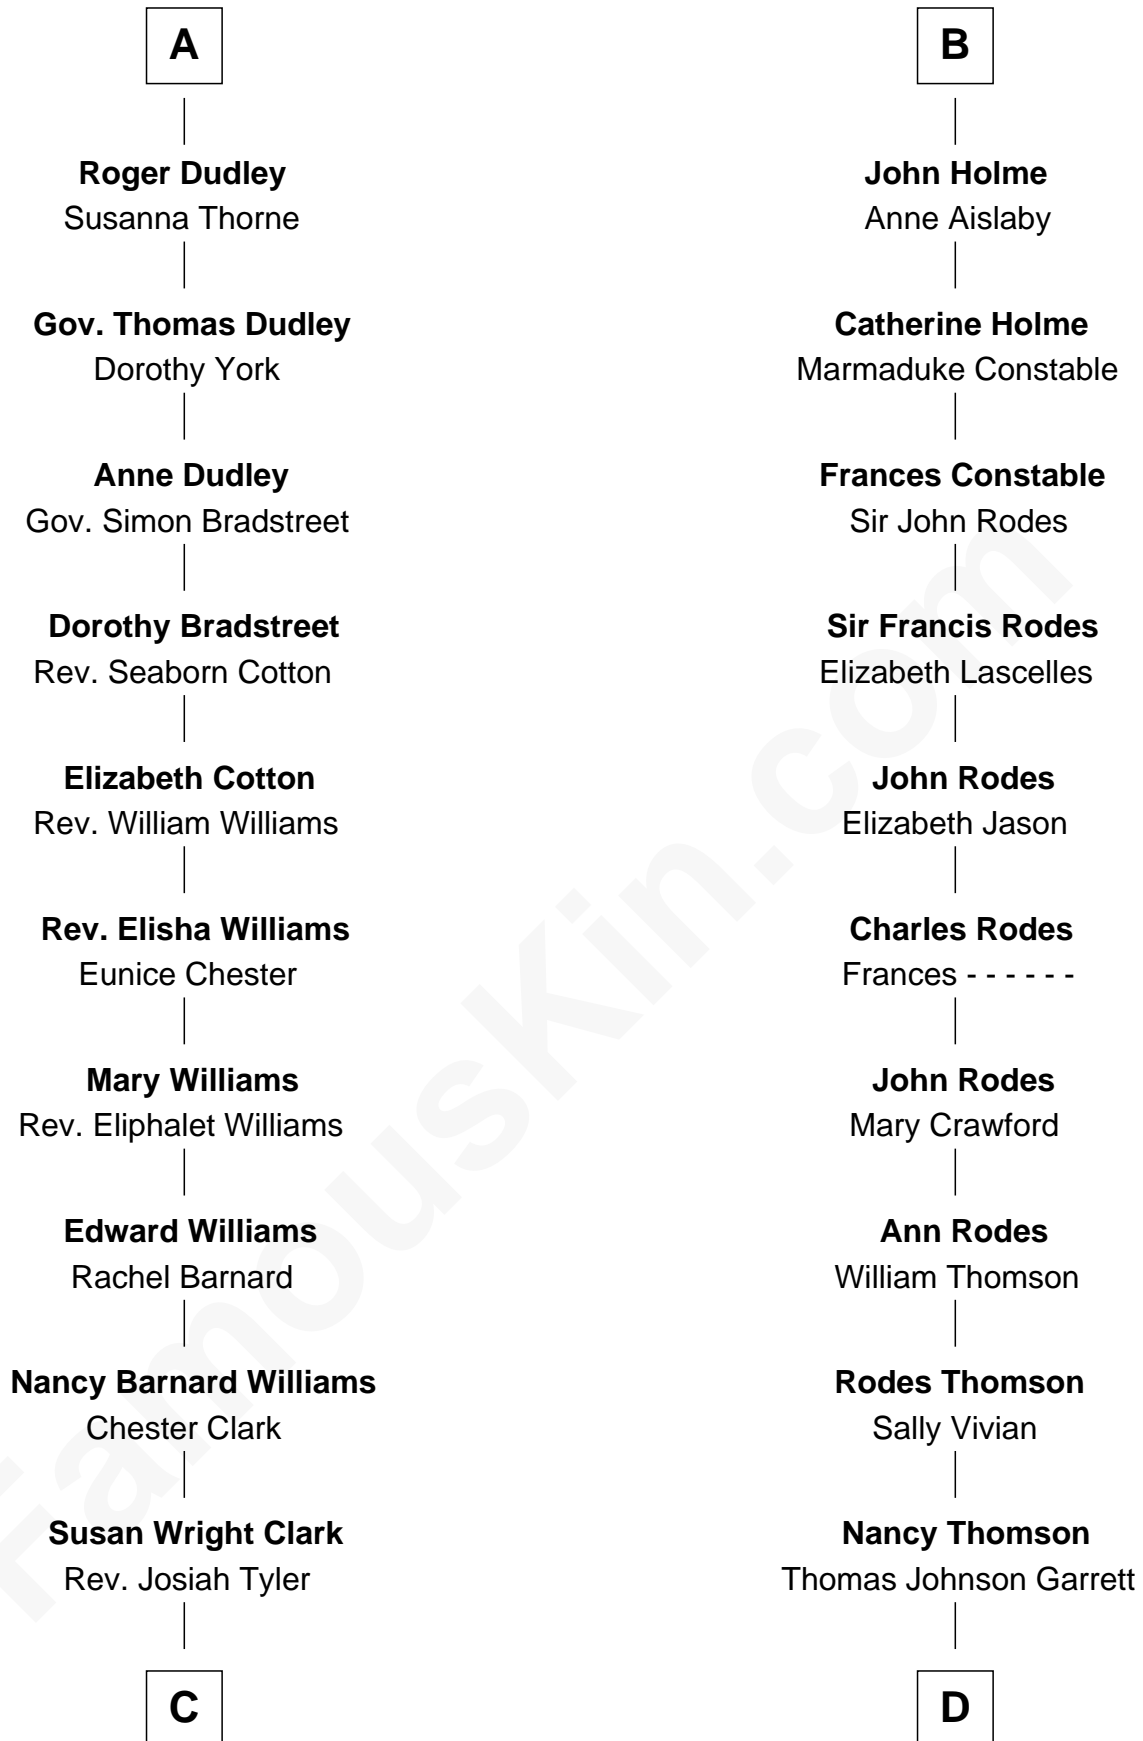 A
Roger Dudley
Susanna Thorne
Gov. Thomas Dudley
Dorothy York
Anne Dudley
Gov. Simon Bradstreet
Dorothy Bradstreet
Rev. Seaborn Cotton
Elizabeth Cotton
Rev. William Williams
Rev. Elisha Williams
Eunice Chester
Mary Williams
Rev. Eliphalet Williams
Edward Williams
Rachel Barnard
Nancy Barnard Williams
Chester Clark
Susan Wright Clark
Rev. Josiah Tyler
C
B
John Holme
Anne Aislaby
Catherine Holme
Marmaduke Constable
Frances Constable
Sir John Rodes
Sir Francis Rodes
Elizabeth Lascelles
John Rodes
Elizabeth Jason
Charles Rodes
Frances - - - - - -
John Rodes
Mary Crawford
Ann Rodes
William Thomson
Rodes Thomson
Sally Vivian
Nancy Thomson
Thomas Johnson Garrett
D
FamousKin.com